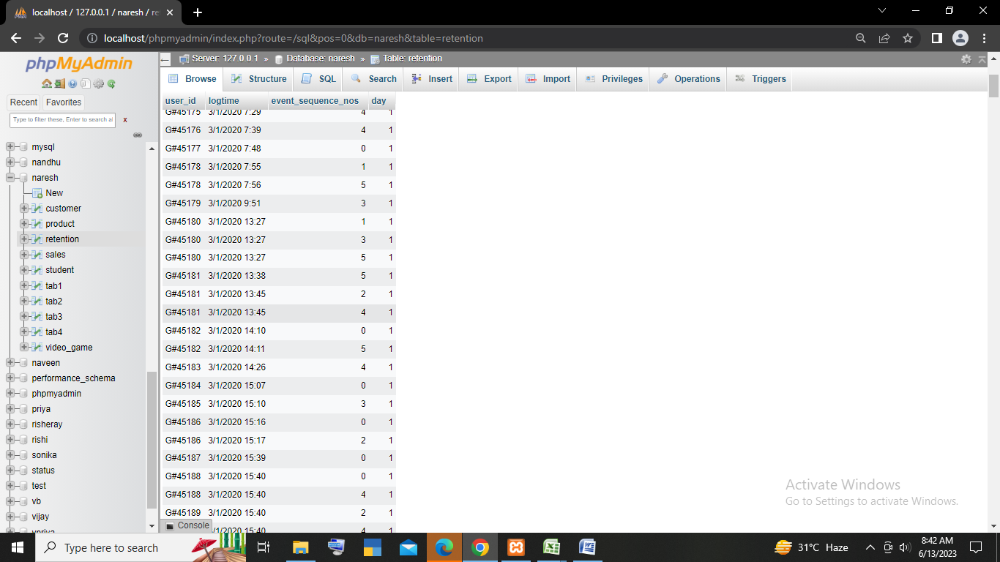 localhost / 127.0.0.1 / naresh / re
localhost/phpmyadmin/index.php?route=/sql&pos=0&db=naresh&table=retention
phpMyAdmin
Recent Favorites
Type to filter these, Enter to search al x
mysql
nandhu
naresh
New
customer
product
retention
sales
student
tab1
tab2
tab3
tab4
video_game
naveen
performance_schema
phpmyadmin
priya
risheray
rishi
sonika
status
test
vb
vijay
vpriya
Server: 127.0.0.1 » Database: naresh » Table: retention
Browse Structure SQL Search Insert Export Import Privileges Operations Triggers
user_id logtime event_sequence_nos day
G#45175 3/1/2020 7:29 4 1
G#45176 3/1/2020 7:39 4 1
G#45177 3/1/2020 7:48 0 1
G#45178 3/1/2020 7:55 1 1
G#45178 3/1/2020 7:56 5 1
G#45179 3/1/2020 9:51 3 1
G#45180 3/1/2020 13:27 1 1
G#45180 3/1/2020 13:27 3 1
G#45180 3/1/2020 13:27 5 1
G#45181 3/1/2020 13:38 5 1
G#45181 3/1/2020 13:45 2 1
G#45181 3/1/2020 13:45 4 1
G#45182 3/1/2020 14:10 0 1
G#45182 3/1/2020 14:11 5 1
G#45183 3/1/2020 14:26 4 1
G#45184 3/1/2020 15:07 0 1
G#45185 3/1/2020 15:10 3 1
G#45186 3/1/2020 15:16 0 1
G#45186 3/1/2020 15:17 2 1
G#45187 3/1/2020 15:39 0 1
G#45188 3/1/2020 15:40 0 1
G#45188 3/1/2020 15:40 4 1
G#45189 3/1/2020 15:40 2 1
/1/2020 15:40 4 1
Console
Activate Windows
Go to Settings to activate Windows.
Type here to search
31°C Haze
8:42 AM
6/13/2023